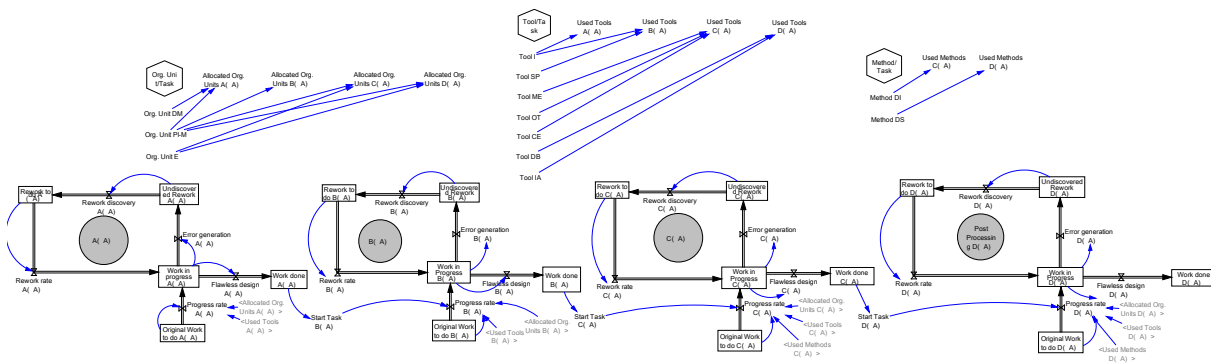 Org. Uni
t/Task
Allocated Org.
Units A( A)
Allocated Org.
Units B( A)
Allocated Org.
Units C( A)
Allocated Org.
Units D( A)
Org. Unit DM
Org. Unit PI-M
Org. Unit E
Tool/Ta
sk
Used Tools
A( A)
Used Tools
B( A)
Used Tools
C( A)
Used Tools
D( A)
Tool I
Tool SP
Tool ME
Tool OT
Tool CE
Tool DB
Tool IA
Method/
Task
Used Methods
C( A)
Used Methods
D( A)
Method DI
Method DS
Rework to
Undiscover
ed Rework
A( A)
Rework discovery
A( A)
A( A)
Error generation
A( A)
Rework rate
A( A)
Work in
progress
A( A)
Flawless design
A( A)
Work done
A( A)
Progress rate
A( A)
<Allocated Org.
Units A( A) >
<Used Tools
A( A) >
Original Work
to do A( A)
Start Task
B( A)
Rework to
do B( A)
Undiscovere
d Rework
B( A)
Rework discovery
B( A)
B( A)
Error generation
B( A)
Rework rate
B( A)
Work in
Progress
B( A)
Flawless design
B( A)
Work done
B( A)
Progress rate
B( A)
<Used Tools
B( A) >
<Allocated Org.
Units B( A) >
Original Work
to do B( A)
Start Task
C( A)
Rework to
do C( A)
Undiscovere
d Rework
C( A)
Rework discovery
C( A)
C( A)
Error generation
C( A)
Rework rate
C( A)
Work in
Progress
C( A)
Flawless design
C( A)
Work done
C( A)
Progress rate
C( A)
<Allocated Org.
Units C( A) >
<Used Tools
C( A) >
<Used Methods
C( A) >
Original Work
to do C( A)
Start Task
D( A)
Rework to
do D( A)
Undiscovered
Rework
D( A)
Rework discovery
D( A)
Post
Processin
g D( A)
Error generation
D( A)
Rework rate
D( A)
Work in
Progress
D( A)
Flawless design
D( A)
Work done
D( A)
Progress rate
D( A)
<Allocated Org.
Units D( A) >
<Used Tools
D( A) >
<Used Methods
D( A) >
Original Work
to do D( A)